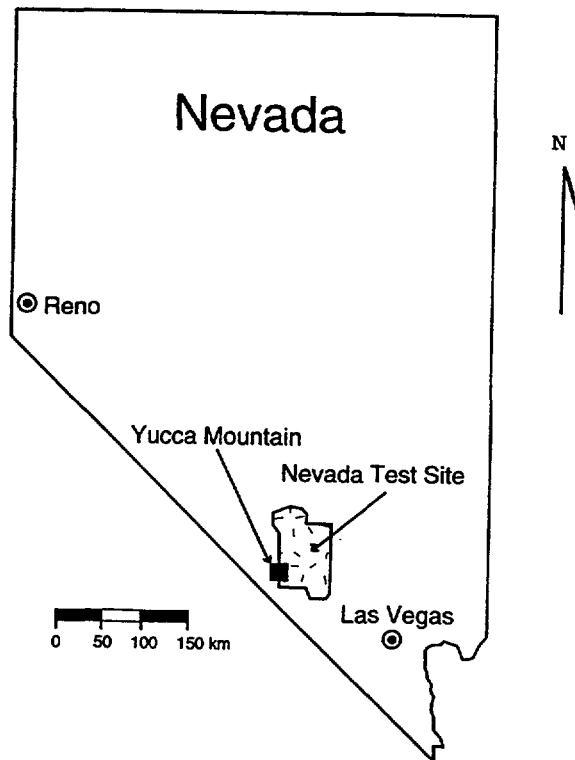 Nevada
N
Reno
Yucca Mountain
Nevada Test Site
Las Vegas
0 50 100 150 km